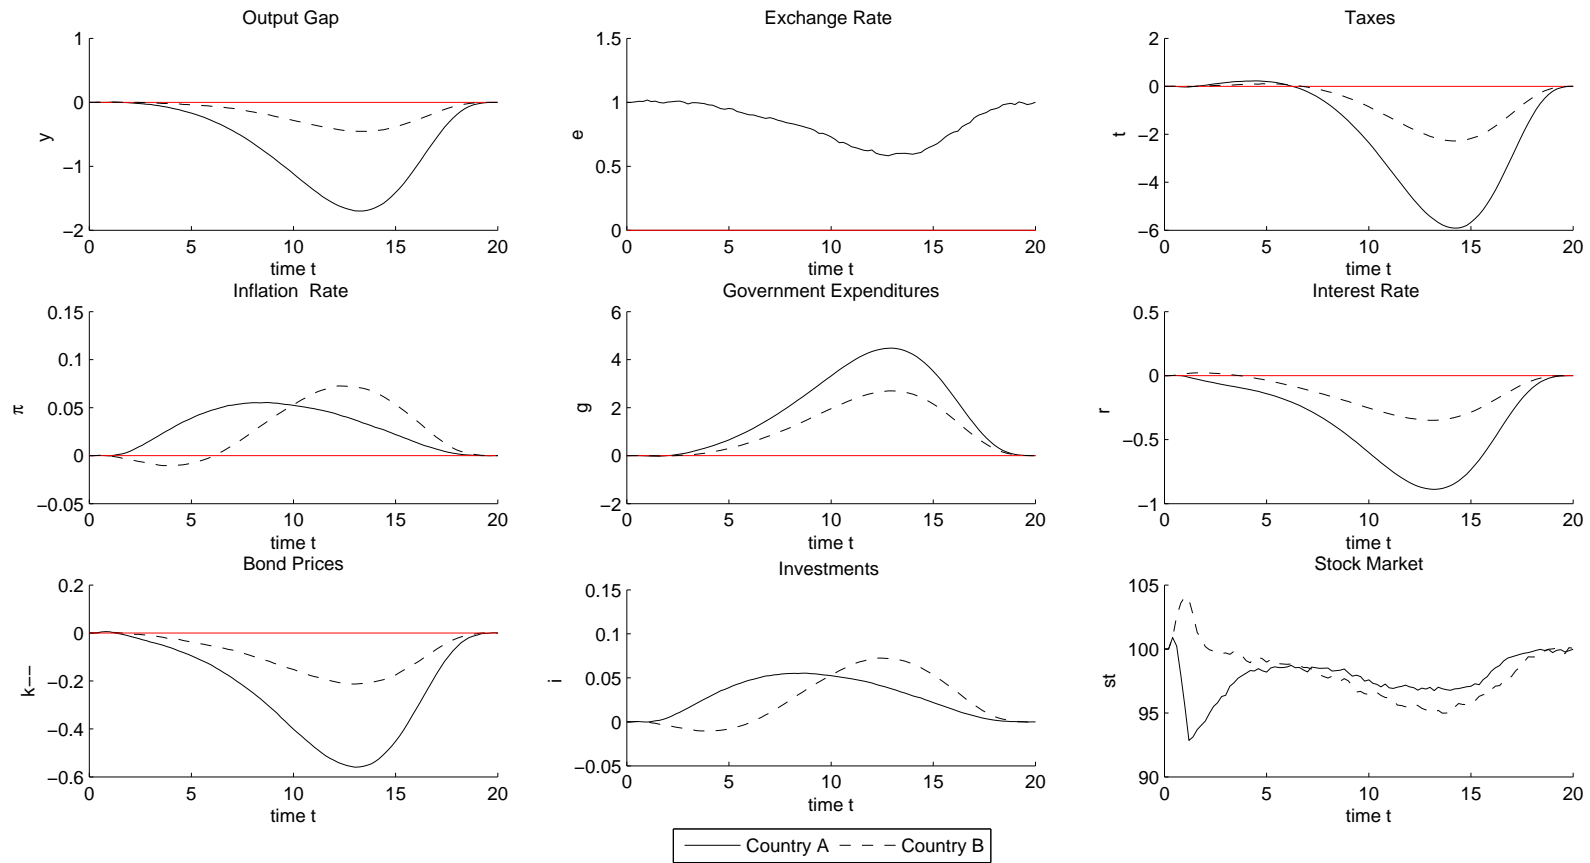 Output Gap
1
0
−1
−2
y
0 5 10 15 20
time t
Exchange Rate
1.5
1
0.5
0
e
0 5 10 15 20
time t
Taxes
2
0
−2
−4
−6
t
0 5 10 15 20
time t
Inflation Rate
0.15
0.1
0.05
0
−0.05
π
0 5 10 15 20
time t
Government Expenditures
6
4
2
0
−2
g
0 5 10 15 20
time t
Interest Rate
0.5
0
−0.5
−1
r
0 5 10 15 20
time t
Bond Prices
0.2
0
−0.2
−0.4
−0.6
k−−
0 5 10 15 20
time t
Investments
0.15
0.1
0.05
0
−0.05
i
0 5 10 15 20
time t
Stock Market
105
100
95
90
st
0 5 10 15 20
time t
Country A Country B